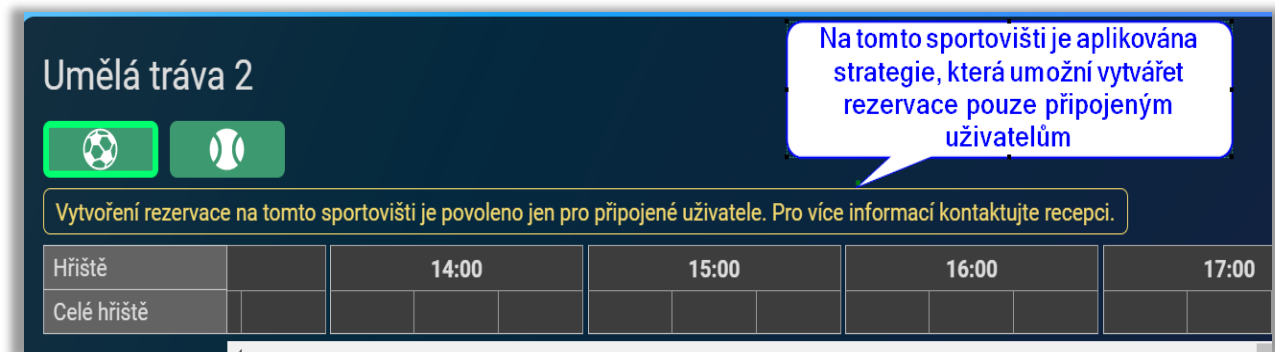 Na tomto sportovišti je aplikována
strategie, která umožní vytvářet
rezervace pouze připojeným
uživatelům
Umělá tráva 2
Vytvoření rezervace na tomto sportovišti je povoleno jen pro připojené uživatele. Pro více informací kontaktujte recepci.
Hřiště 14:00 15:00 16:00 17:00
Celé hřiště